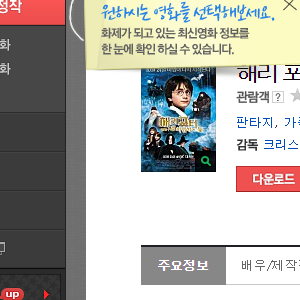 정작
원하시는 영화를 선택해보세요.
화제가 되고 있는 최신영화 정보를
한 눈에 확인 하실 수 있습니다.
화
화
해리 포
관람객 ?
판타지, 가족
감독 크리스
다운로드
주요정보
배우/제작
up